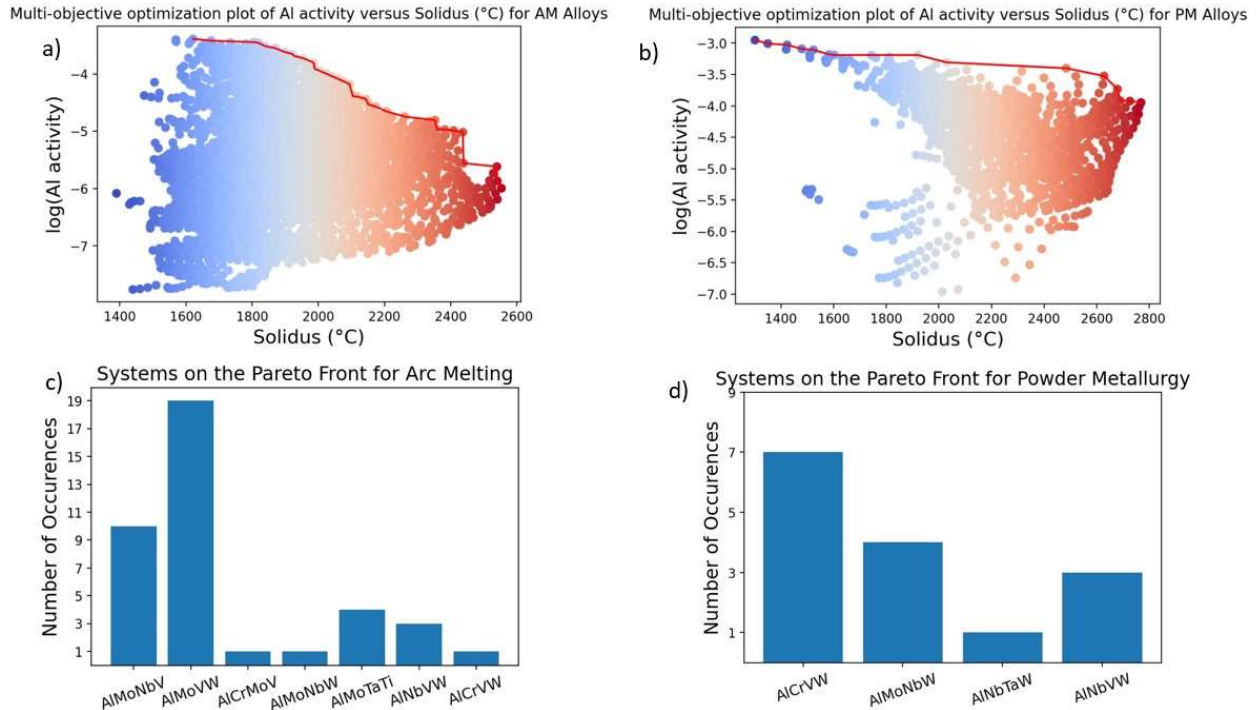 Multi-objective optimization plot of Al activity versus Solidus (°C) for AM Alloys
a)
−4
−5
−6
−7
log(Al activity)
1400 1600 1800 2000 2200 2400 2600
Solidus (°C)
Multi-objective optimization plot of Al activity versus Solidus (°C) for PM Alloys
b)
−3.0
−3.5
−4.0
−4.5
−5.0
−5.5
−6.0
−6.5
−7.0
log(Al activity)
1400 1600 1800 2000 2200 2400 2600 2800
Solidus (°C)
c)
Systems on the Pareto Front for Arc Melting
19
17
15
13
11
9
7
5
3
1
Number of Occurences
AlMoNbV AlMoVW AlCrMoV AlMoNbW AlMoTaTi AlNbVW AlCrVW
d)
Systems on the Pareto Front for Powder Metallurgy
9
7
5
3
1
Number of Occurences
AlCrVW AlMoNbW AlNbTaW AlNbVW